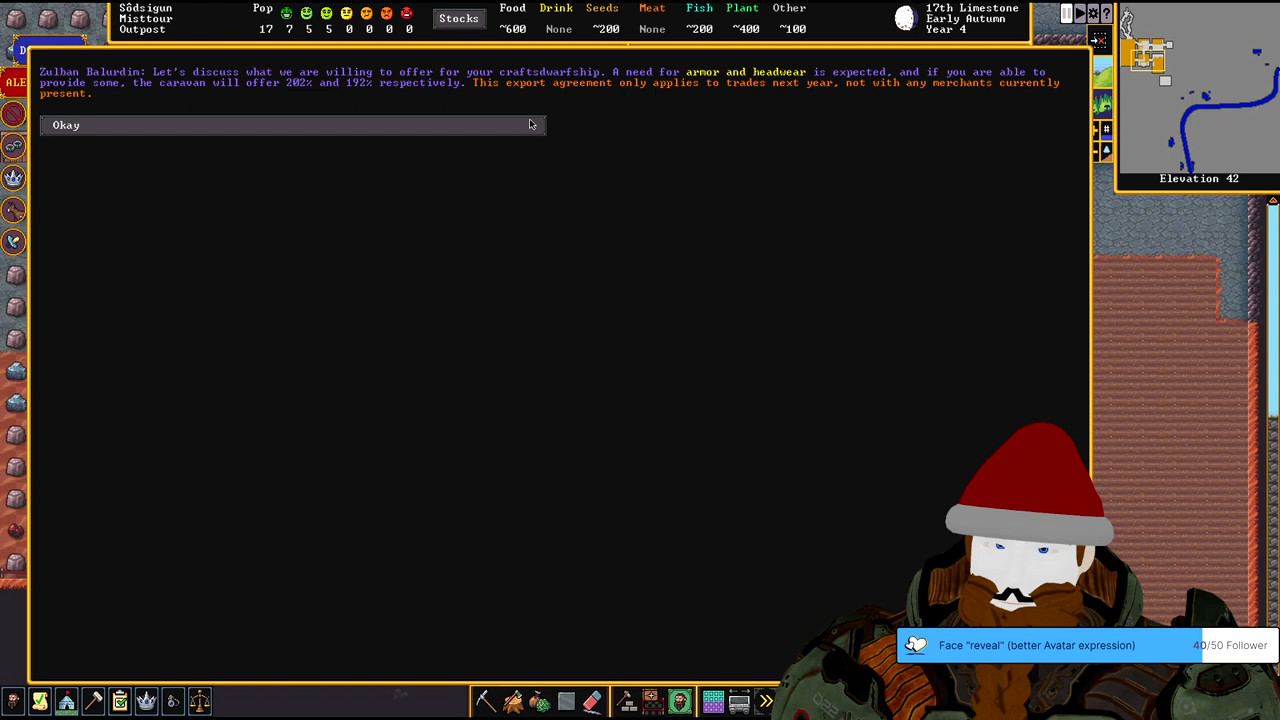 Sôdsigun
Misttour
Outpost
Pop
17 7 5 5 0 0 0 0
Stocks
Food Drink Seeds Meat Fish Plant Other
~600 None ~200 None ~200 ~400 ~100
17th Limestone
Early Autumn
Year 4
D
ALE
Zulban Balurdim: Let's discuss what we are willing to offer for your craftsdwarfship. A need for armor and headwear is expected, and if you are able to
provide some, the caravan will offer 202% and 192% respectively. This export agreement only applies to trades next year, not with any merchants currently
present.
Okay
Elevation 42
Face "reveal" (better Avatar expression) 40/50 Follower